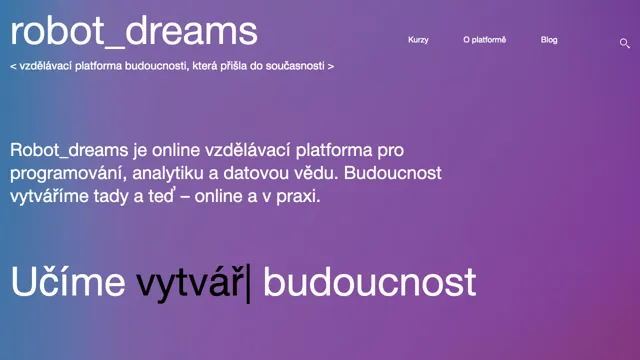 robot_dreams
Kurzy
O platformě
Blog
< vzdělávací platforma budoucnosti, která přišla do současnosti >
Robot_dreams je online vzdělávací platforma pro
programování, analytiku a datovou vědu. Budoucnost
vytváříme tady a teď – online a v praxi.
Učíme vytvář| budoucnost